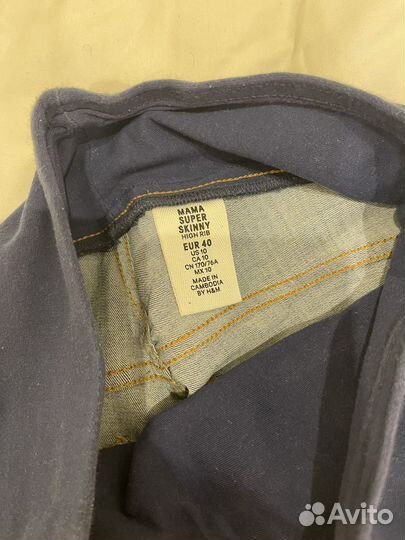 MAMA
SUPER
SKINNY
HIGH RIB
EUR 40
US 10
CA 10
CN 170/76A
MX 10
MADE IN
CAMBODIA
BY H&M
Avito